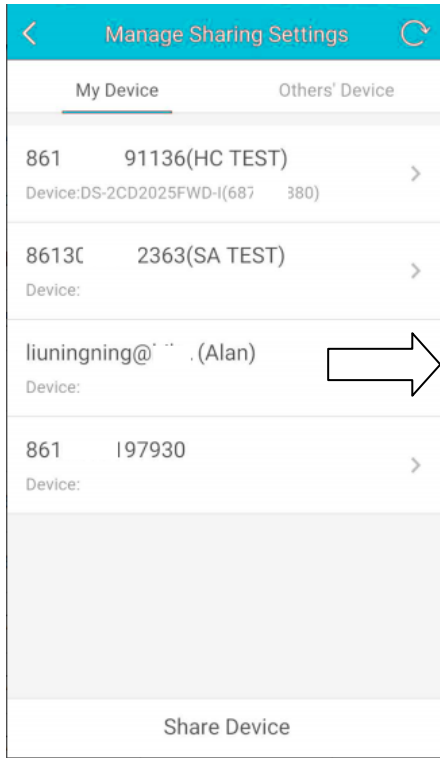 Manage Sharing Settings
My Device Others' Device
861 91136(HC TEST)
Device:DS-2CD2025FWD-I(687 380)
8613 2363(SA TEST)
Device:
liuningning@ (Alan)
Device:
861 197930
Device:
Share Device